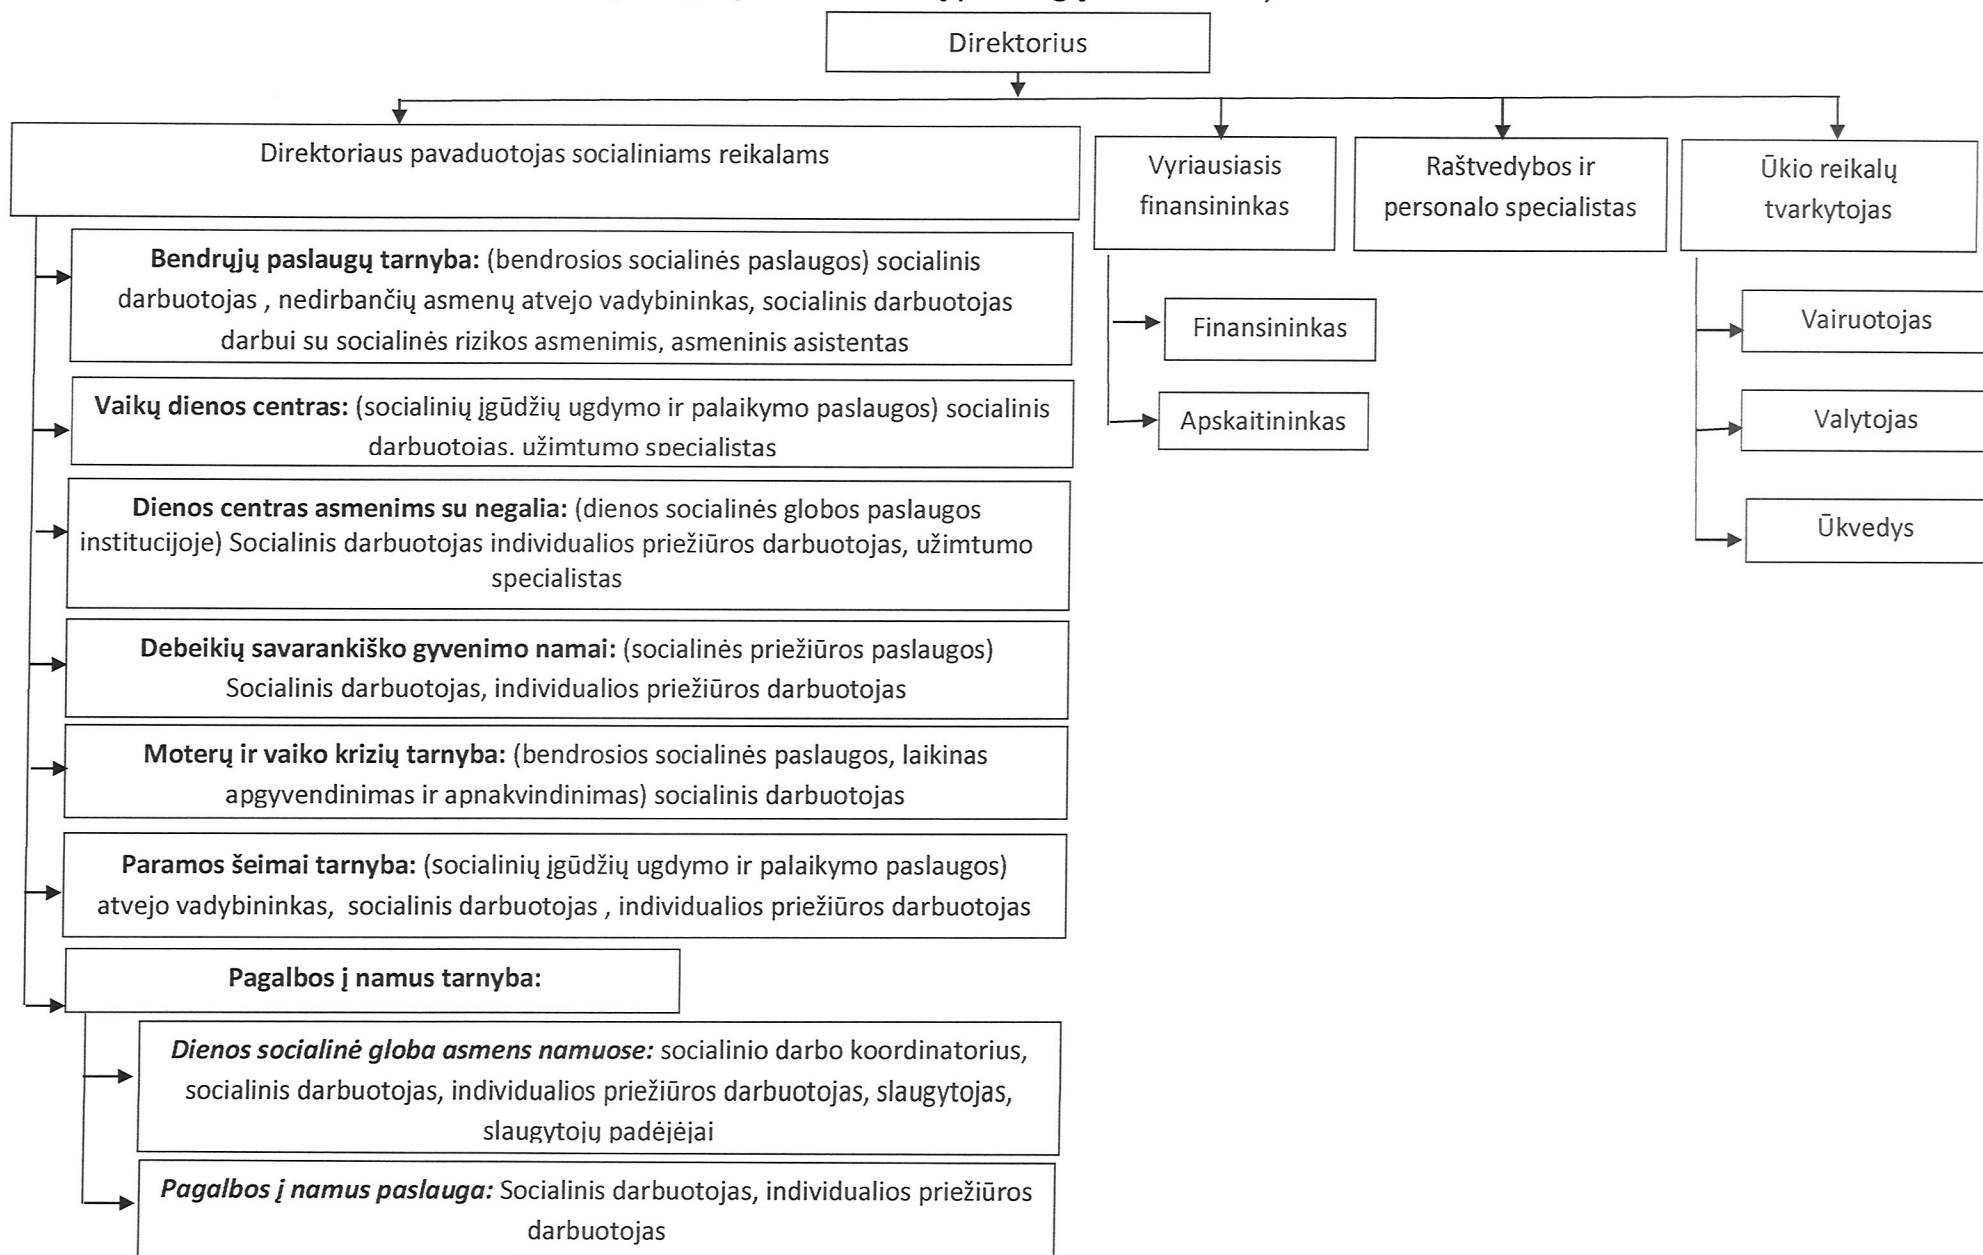 Direktorius
Direktoriaus pavaduotojas socialiniams reikalams
Vyriausiasis
finansininkas
Raštvedybos ir
personalo specialistas
Ūkio reikalų
tvarkytojas
Bendrųjų paslaugų tarnyba: (bendrosios socialinės paslaugos) socialinis
darbuotojas , nedirbančių asmenų atvejo vadybininkas, socialinis darbuotojas
darbui su socialinės rizikos asmenimis, asmeninis asistentas
Vaikų dienos centras: (socialinių įgūdžių ugdymo ir palaikymo paslaugos) socialinis
darbuotojas. užimtumo specialistas
Dienos centras asmenims su negalia: (dienos socialinės globos paslaugos
institucijoje) Socialinis darbuotojas individualios priežiūros darbuotojas, užimtumo
specialistas
Debeikių savarankiško gyvenimo namai: (socialinės priežiūros paslaugos)
Socialinis darbuotojas, individualios priežiūros darbuotojas
Moterų ir vaiko krizių tarnyba: (bendrosios socialinės paslaugos, laikinas
apgyvendinimas ir apnakvindinimas) socialinis darbuotojas
Paramos šeimai tarnyba: (socialinių įgūdžių ugdymo ir palaikymo paslaugos)
atvejo vadybininkas, socialinis darbuotojas , individualios priežiūros darbuotojas
Pagalbos į namus tarnyba:
Dienos socialinė globa asmens namuose: socialinio darbo koordinatorius,
socialinis darbuotojas, individualios priežiūros darbuotojas, slaugytojas,
slaugytojų padėjėjai
Pagalbos į namus paslauga: Socialinis darbuotojas, individualios priežiūros
darbuotojas
Finansininkas
Apskaitininkas
Vairuotojas
Valytojas
Ūkvedys